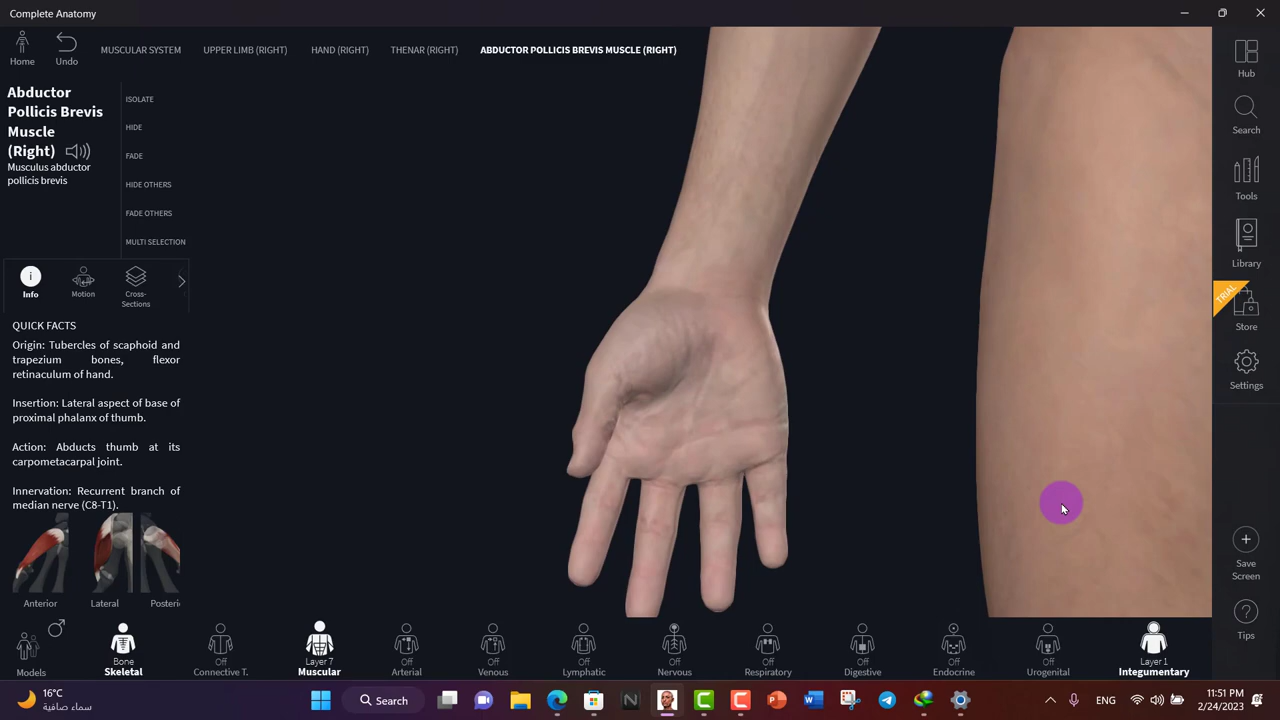 Complete Anatomy
Home
Undo
MUSCULAR SYSTEM
UPPER LIMB (RIGHT)
HAND (RIGHT)
THENAR (RIGHT)
ABDUCTOR POLLICIS BREVIS MUSCLE (RIGHT)
Abductor
Pollicis Brevis
Muscle
(Right)
Musculus abductor
pollicis brevis
ISOLATE
HIDE
FADE
HIDE OTHERS
FADE OTHERS
MULTI SELECTION
Info
Motion
Cross-
Sections
QUICK FACTS
Origin: Tubercles of scaphoid and
trapezium bones, flexor
retinaculum of hand.
Insertion: Lateral aspect of base of
proximal phalanx of thumb.
Action: Abducts thumb at its
carpometacarpal joint.
Innervation: Recurrent branch of
median nerve (C8-T1).
Anterior
Lateral
Posteri
Hub
Search
Tools
Library
TRIAL
Store
Settings
Save
Screen
Tips
Models
Bone
Skeletal
Off
Connective T.
Layer 7
Muscular
Off
Arterial
Off
Venous
Off
Lymphatic
Off
Nervous
Off
Respiratory
Off
Digestive
Off
Endocrine
Off
Urogenital
Layer 1
Integumentary
16°C
سماء صافية
Search
ENG
11:51 PM
2/24/2023